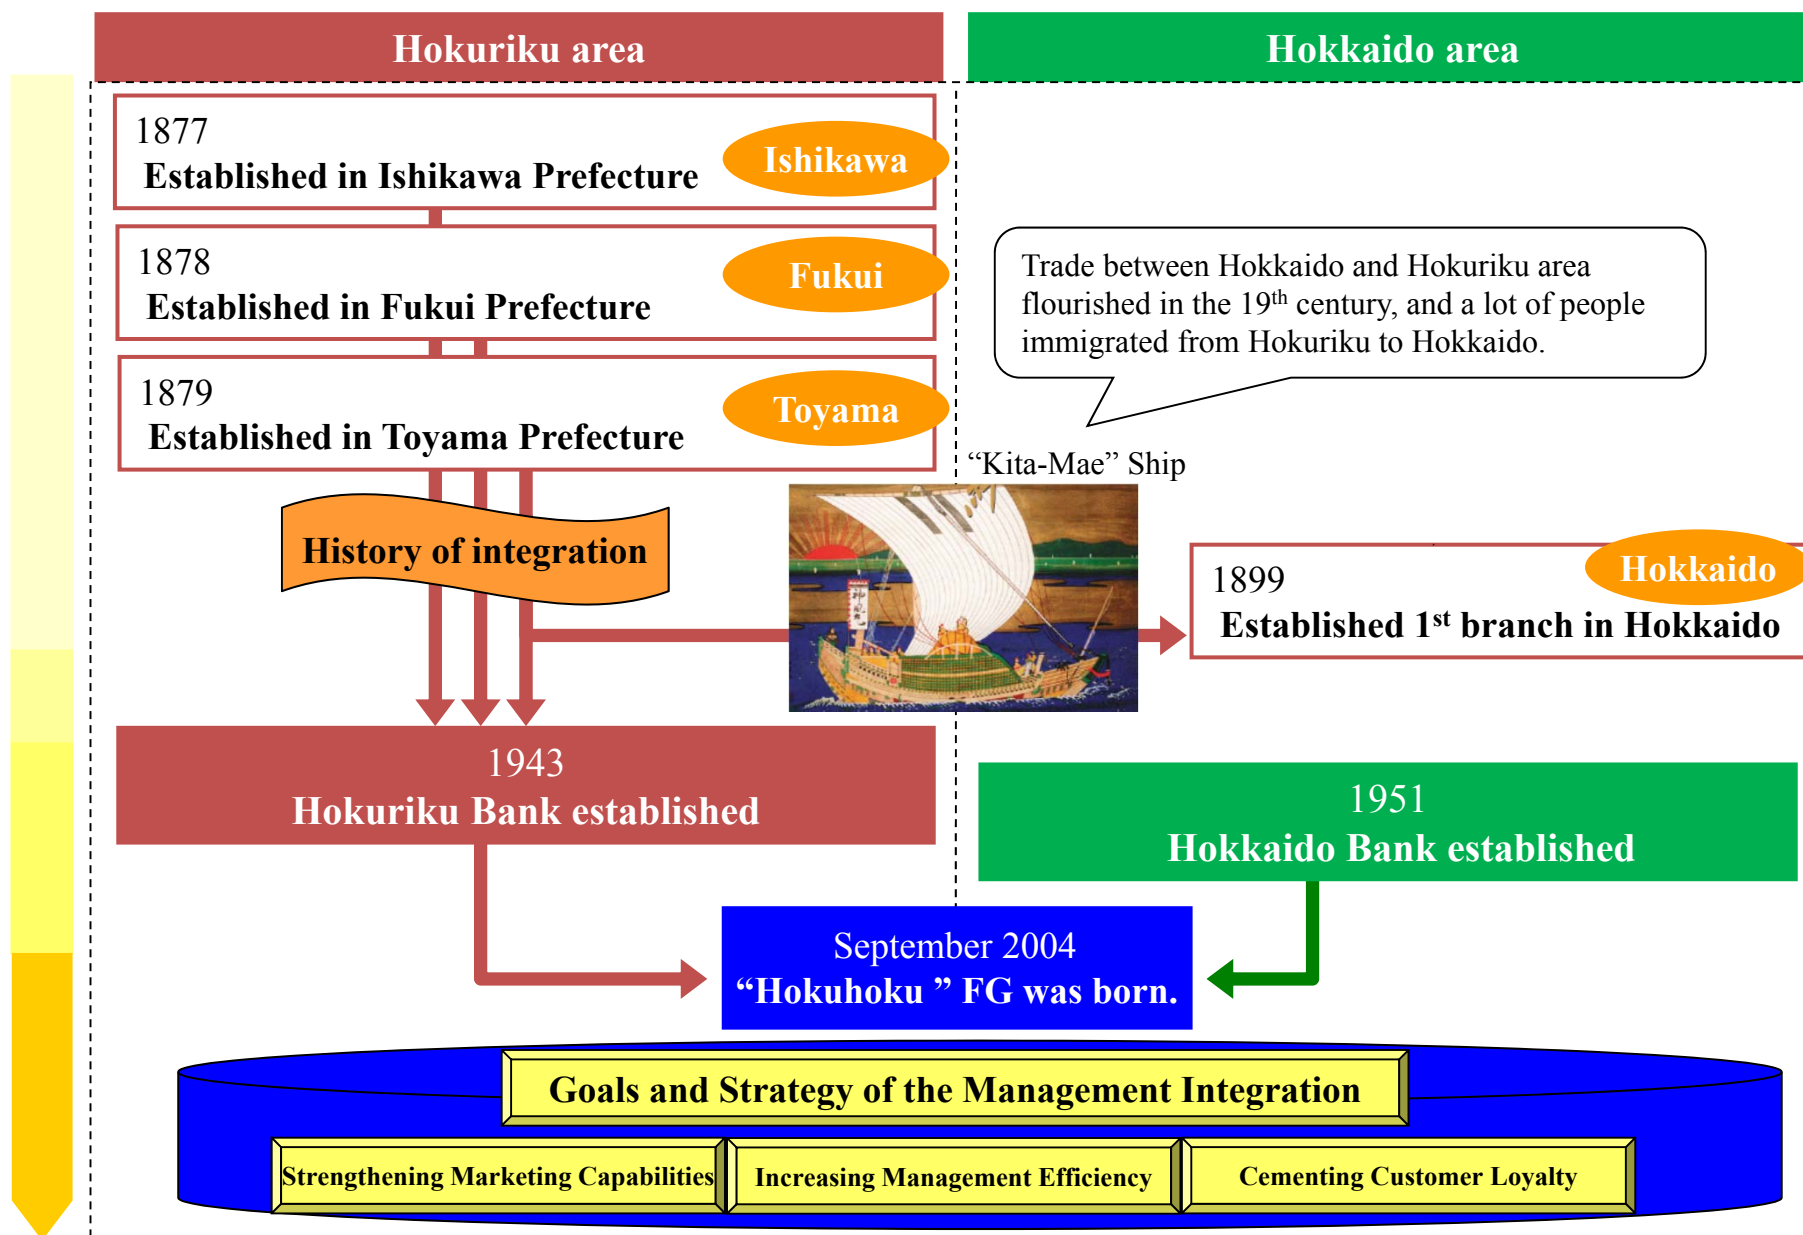 Hokuriku area
Hokkaido area
1877
Established in Ishikawa Prefecture
Ishikawa
1878
Established in Fukui Prefecture
Fukui
1879
Established in Toyama Prefecture
Toyama
Trade between Hokkaido and Hokuriku area
flourished in the 19th century, and a lot of people
immigrated from Hokuriku to Hokkaido.
“Kita-Mae” Ship
History of integration
Hokkaido
1899
Established 1st branch in Hokkaido
1943
Hokuriku Bank established
1951
Hokkaido Bank established
September 2004
“Hokuhoku ” FG was born.
Goals and Strategy of the Management Integration
Strengthening Marketing Capabilities
Increasing Management Efficiency
Cementing Customer Loyalty